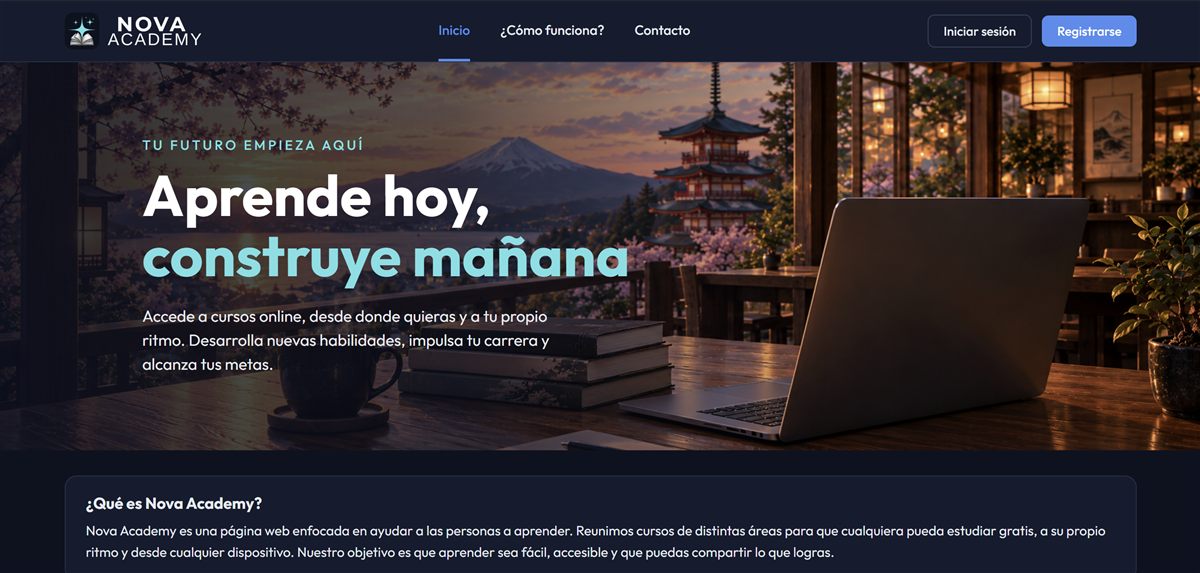 NOVA
ACADEMY
Inicio
¿Cómo funciona?
Contacto
Iniciar sesión
Registrarse
TU FUTURO EMPIEZA AQUÍ
Aprende hoy,
construye mañana
Accede a cursos online, desde donde quieras y a tu propio
ritmo. Desarrolla nuevas habilidades, impulsa tu carrera y
alcanza tus metas.
¿Qué es Nova Academy?
Nova Academy es una página web enfocada en ayudar a las personas a aprender. Reunimos cursos de distintas áreas para que cualquiera pueda estudiar gratis, a su propio
ritmo y desde cualquier dispositivo. Nuestro objetivo es que aprender sea fácil, accesible y que puedas compartir lo que logras.